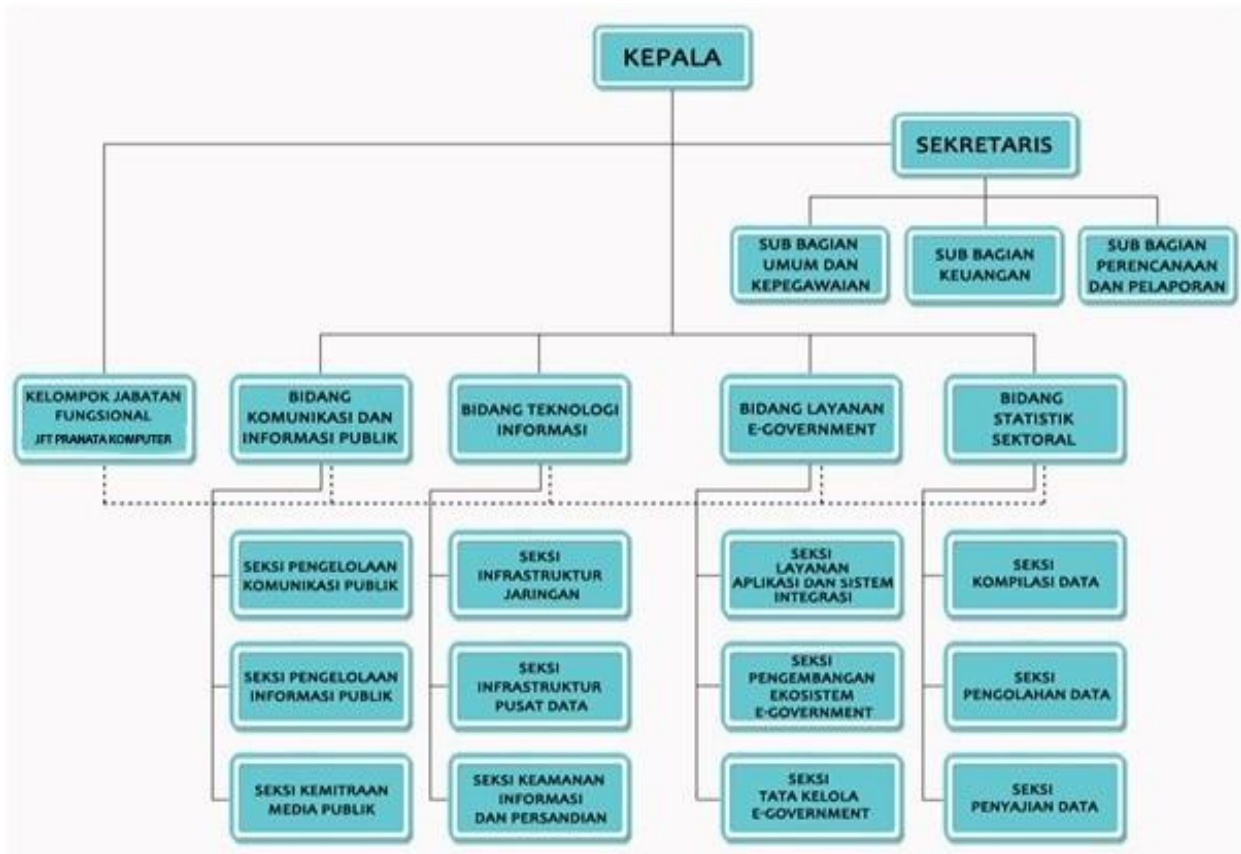 KEPALA
SEKRETARIS
SUB BAGIAN
UMUM DAN
KEPEGAWAIAN
SUB BAGIAN
KEUANGAN
SUB BAGIAN
PERENCANAAN
DAN PELAPORAN
KELOMPOK JABATAN
FUNGSIONAL
JFT PRANATA KOMPUTER
BIDANG
KOMUNIKASI DAN
INFORMASI PUBLIK
BIDANG TEKNOLOGI
INFORMASI
BIDANG LAYANAN
E-GOVERNMENT
BIDANG
STATISTIK
SEKTORAL
SEKSI PENGELOLAAN
KOMUNIKASI PUBLIK
SEKSI
INFRASTRUKTUR
JARINGAN
SEKSI
LAYANAN
APLIKASI DAN SISTEM
INTEGRASI
SEKSI
KOMPILASI DATA
SEKSI PENGELOLAAN
INFORMASI PUBLIK
SEKSI
INFRASTRUKTUR
PUSAT DATA
SEKSI
PENGEMBANGAN
EKOSISTEM
E-GOVERNMENT
SEKSI
PENGOLAHAN DATA
SEKSI KEMITRAAN
MEDIA PUBLIK
SEKSI KEAMANAN
INFORMASI
DAN PERSANDIAN
SEKSI
TATA KELOLA
E-GOVERNMENT
SEKSI
PENYAJIAN DATA